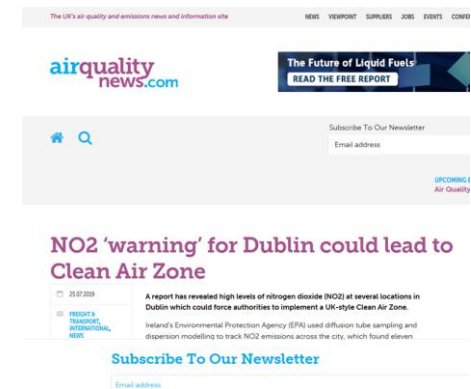 The UK's air quality and emissions news and information site
NEWS VIEWPOINT SUPPLIERS JOBS EVENTS CONFE
airquality
news.com
The Future of Liquid Fuels
READ THE FREE REPORT
Subscribe To Our Newsletter
Email address
UPCOMING E
Air Quality
NO2 ‘warning’ for Dublin could lead to
Clean Air Zone
25.07.2019
FREIGHT &
TRANSPORT,
INTERNATIONAL,
NEWS
A report has revealed high levels of nitrogen dioxide (NO2) at several locations in
Dublin which could force authorities to implement a UK-style Clean Air Zone.
Ireland's Environmental Protection Agency (EPA) used diffusion tube sampling and
dispersion modelling to track NO2 emissions across the city, which found eleven
Subscribe To Our Newsletter
Email address